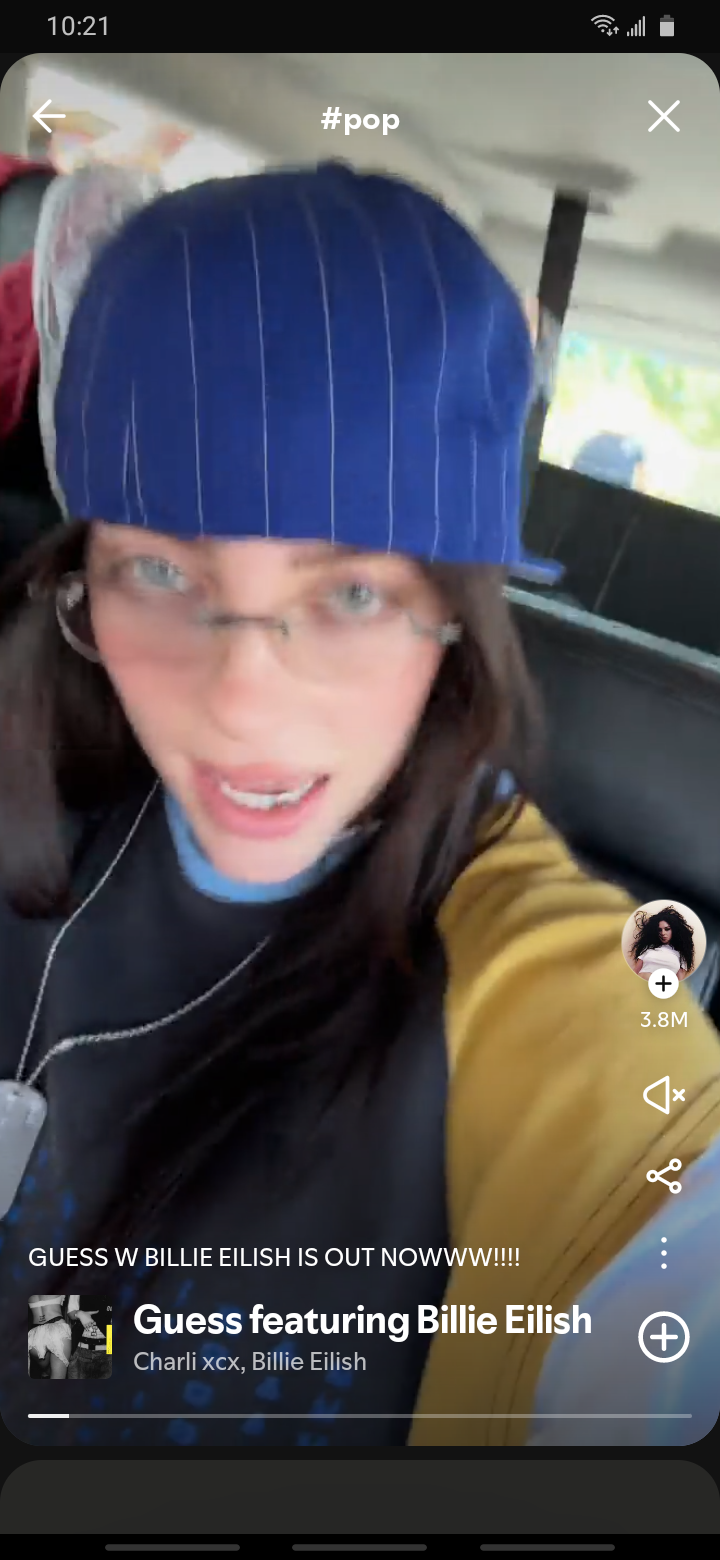 10:21
#pop
3.8M
GUESS W BILLIE EILISH IS OUT NOWWW!!!!
Guess featuring Billie Eilish
Charli xcx, Billie Eilish